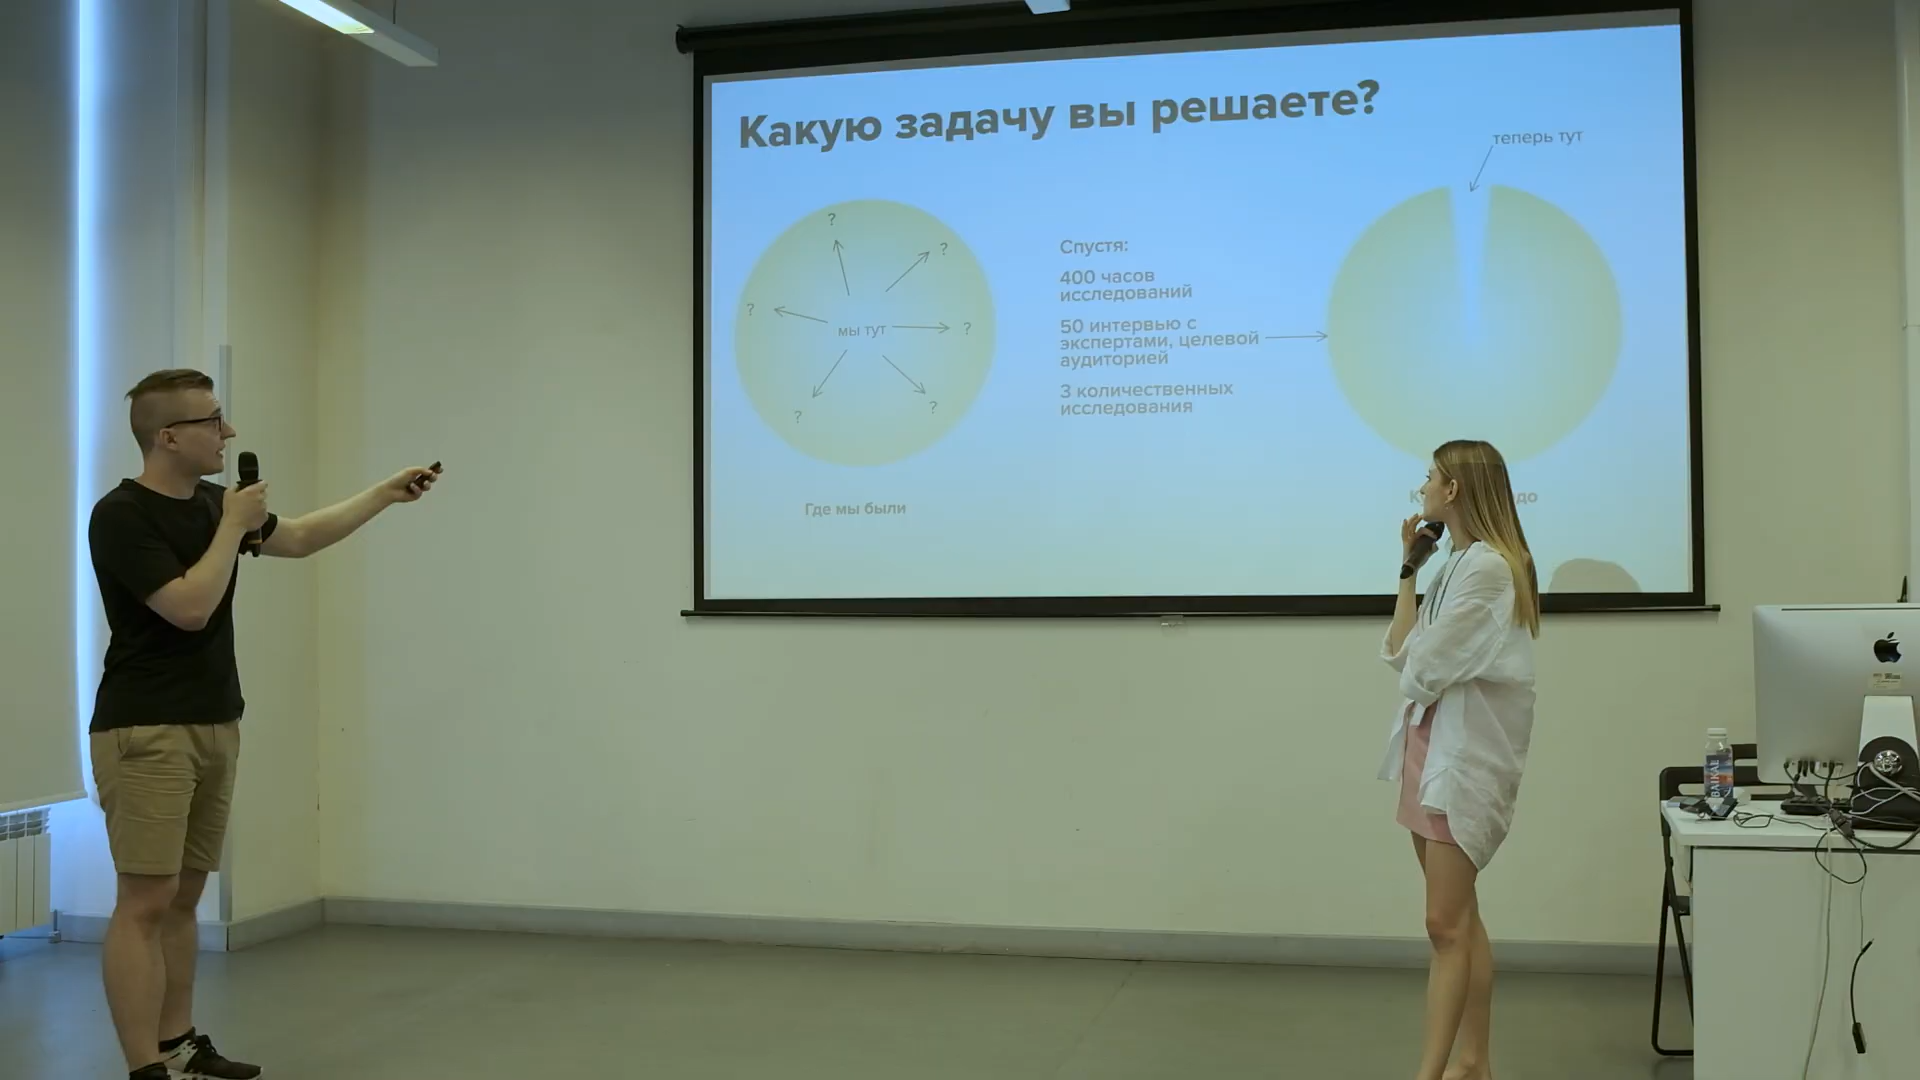 Какую задачу вы решаете?
теперь тут
?
?
?
мы тут
?
?
?
Спустя:
400 часов
исследований
50 интервью с
экспертами, целевой
аудиторией
3 количественных
исследования
Где мы были
BAIKAL